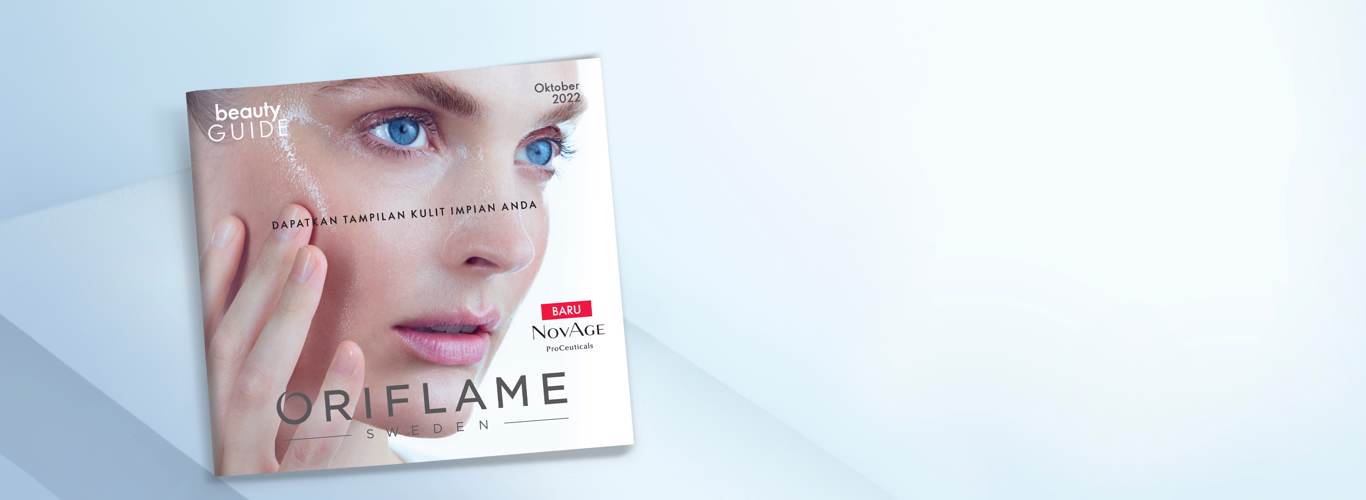 beauty
GUIDE
Oktober
2022
DAPATKAN TAMPILAN KULIT IMPIAN ANDA
BARU
NOVAGE
ProCeuticals
ORIFLAME
SWEDEN